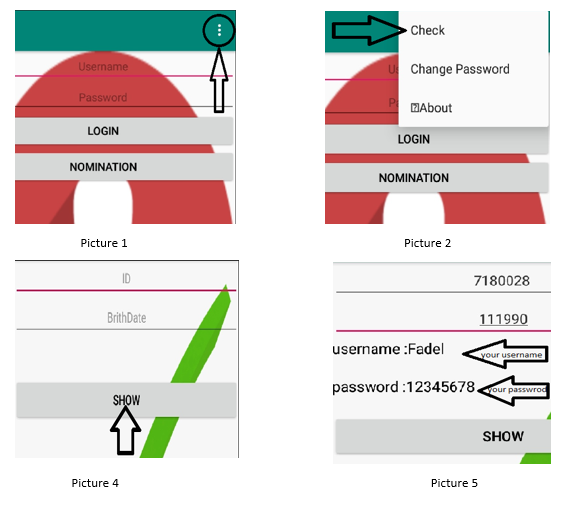 Username
Password
LOGIN
NOMINATION
Picture 1
Check
Change Password
About
LOGIN
NOMINATION
Picture 2
ID
BrithDate
SHOW
Picture 4
7180028
111990
username :Fadel
your username
password :12345678
your passwrod
SHOW
Picture 5